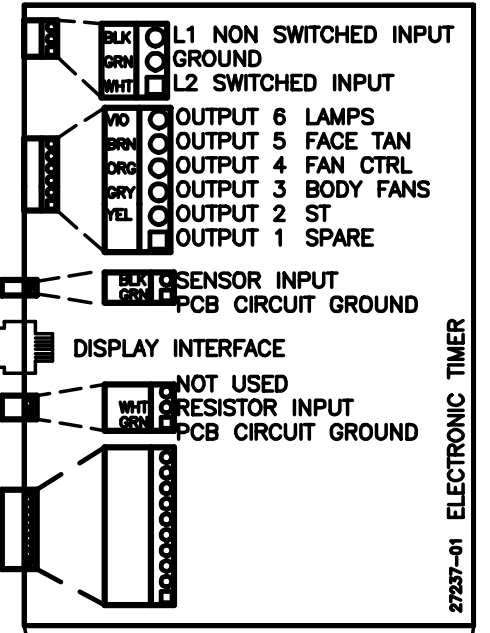 BLK L1 NON SWITCHED INPUT
GRN GROUND
WHT L2 SWITCHED INPUT
VIO OUTPUT 6 LAMPS
BRN OUTPUT 5 FACE TAN
ORG OUTPUT 4 FAN CTRL
GRY OUTPUT 3 BODY FANS
YEL OUTPUT 2 ST
OUTPUT 1 SPARE
BLK SENSOR INPUT
GRN PCB CIRCUIT GROUND
DISPLAY INTERFACE
NOT USED
WHT RESISTOR INPUT
GRN PCB CIRCUIT GROUND
27237-01 ELECTRONIC TIMER